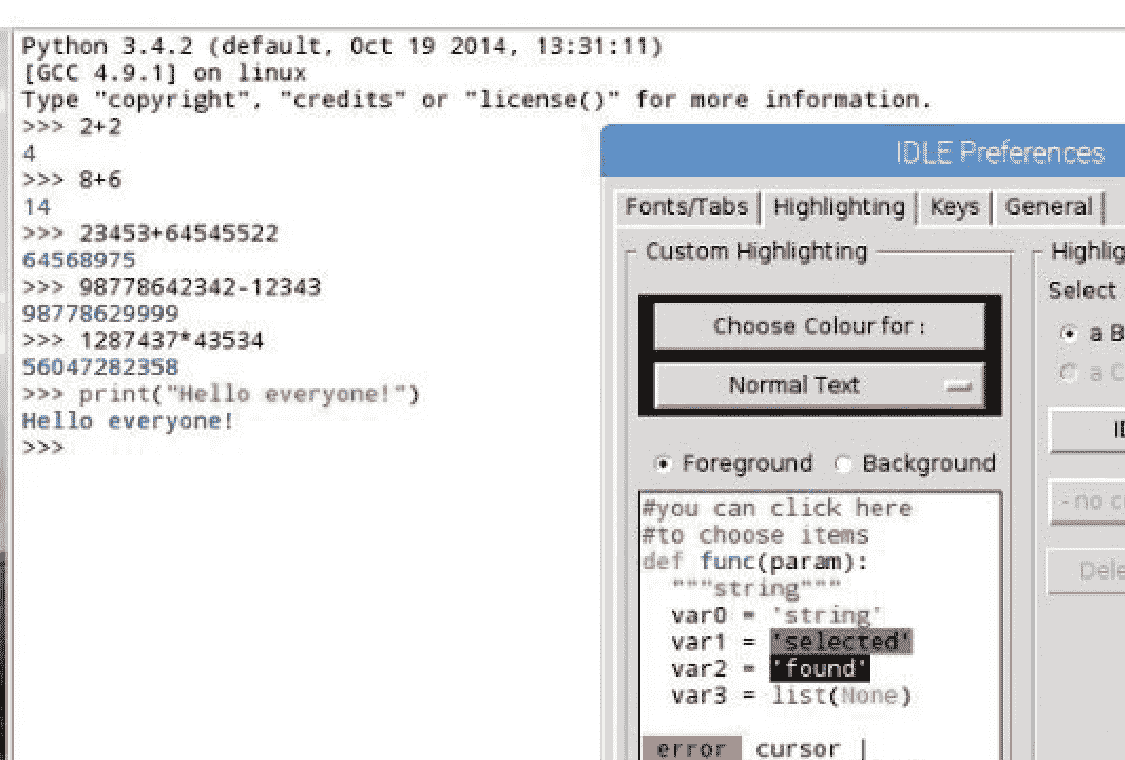 Python 3.4.2 (default, Oct 19 2014, 13:31:11)
[GCC 4.9.1] on linux
Type "copyright", "credits" or "license()" for more information.
>>> 2+2
4
>>> 8+6
14
>>> 23453+64545522
64568975
>>> 98778642342-12343
98778629999
>>> 1287437*43534
56047282358
>>> print("Hello everyone!")
Hello everyone!
>>>
IDLE Preferences
Fonts/Tabs Highlighting Keys General
Custom Highlighting
Choose Colour for :
Normal Text
Foreground Background
#you can click here
#to choose items
def func(param):
"""string"""
var0 = 'string'
var1 = 'selected'
var2 = 'found'
var3 = list(None)
error cursor |
Select
a B
a C
- no c